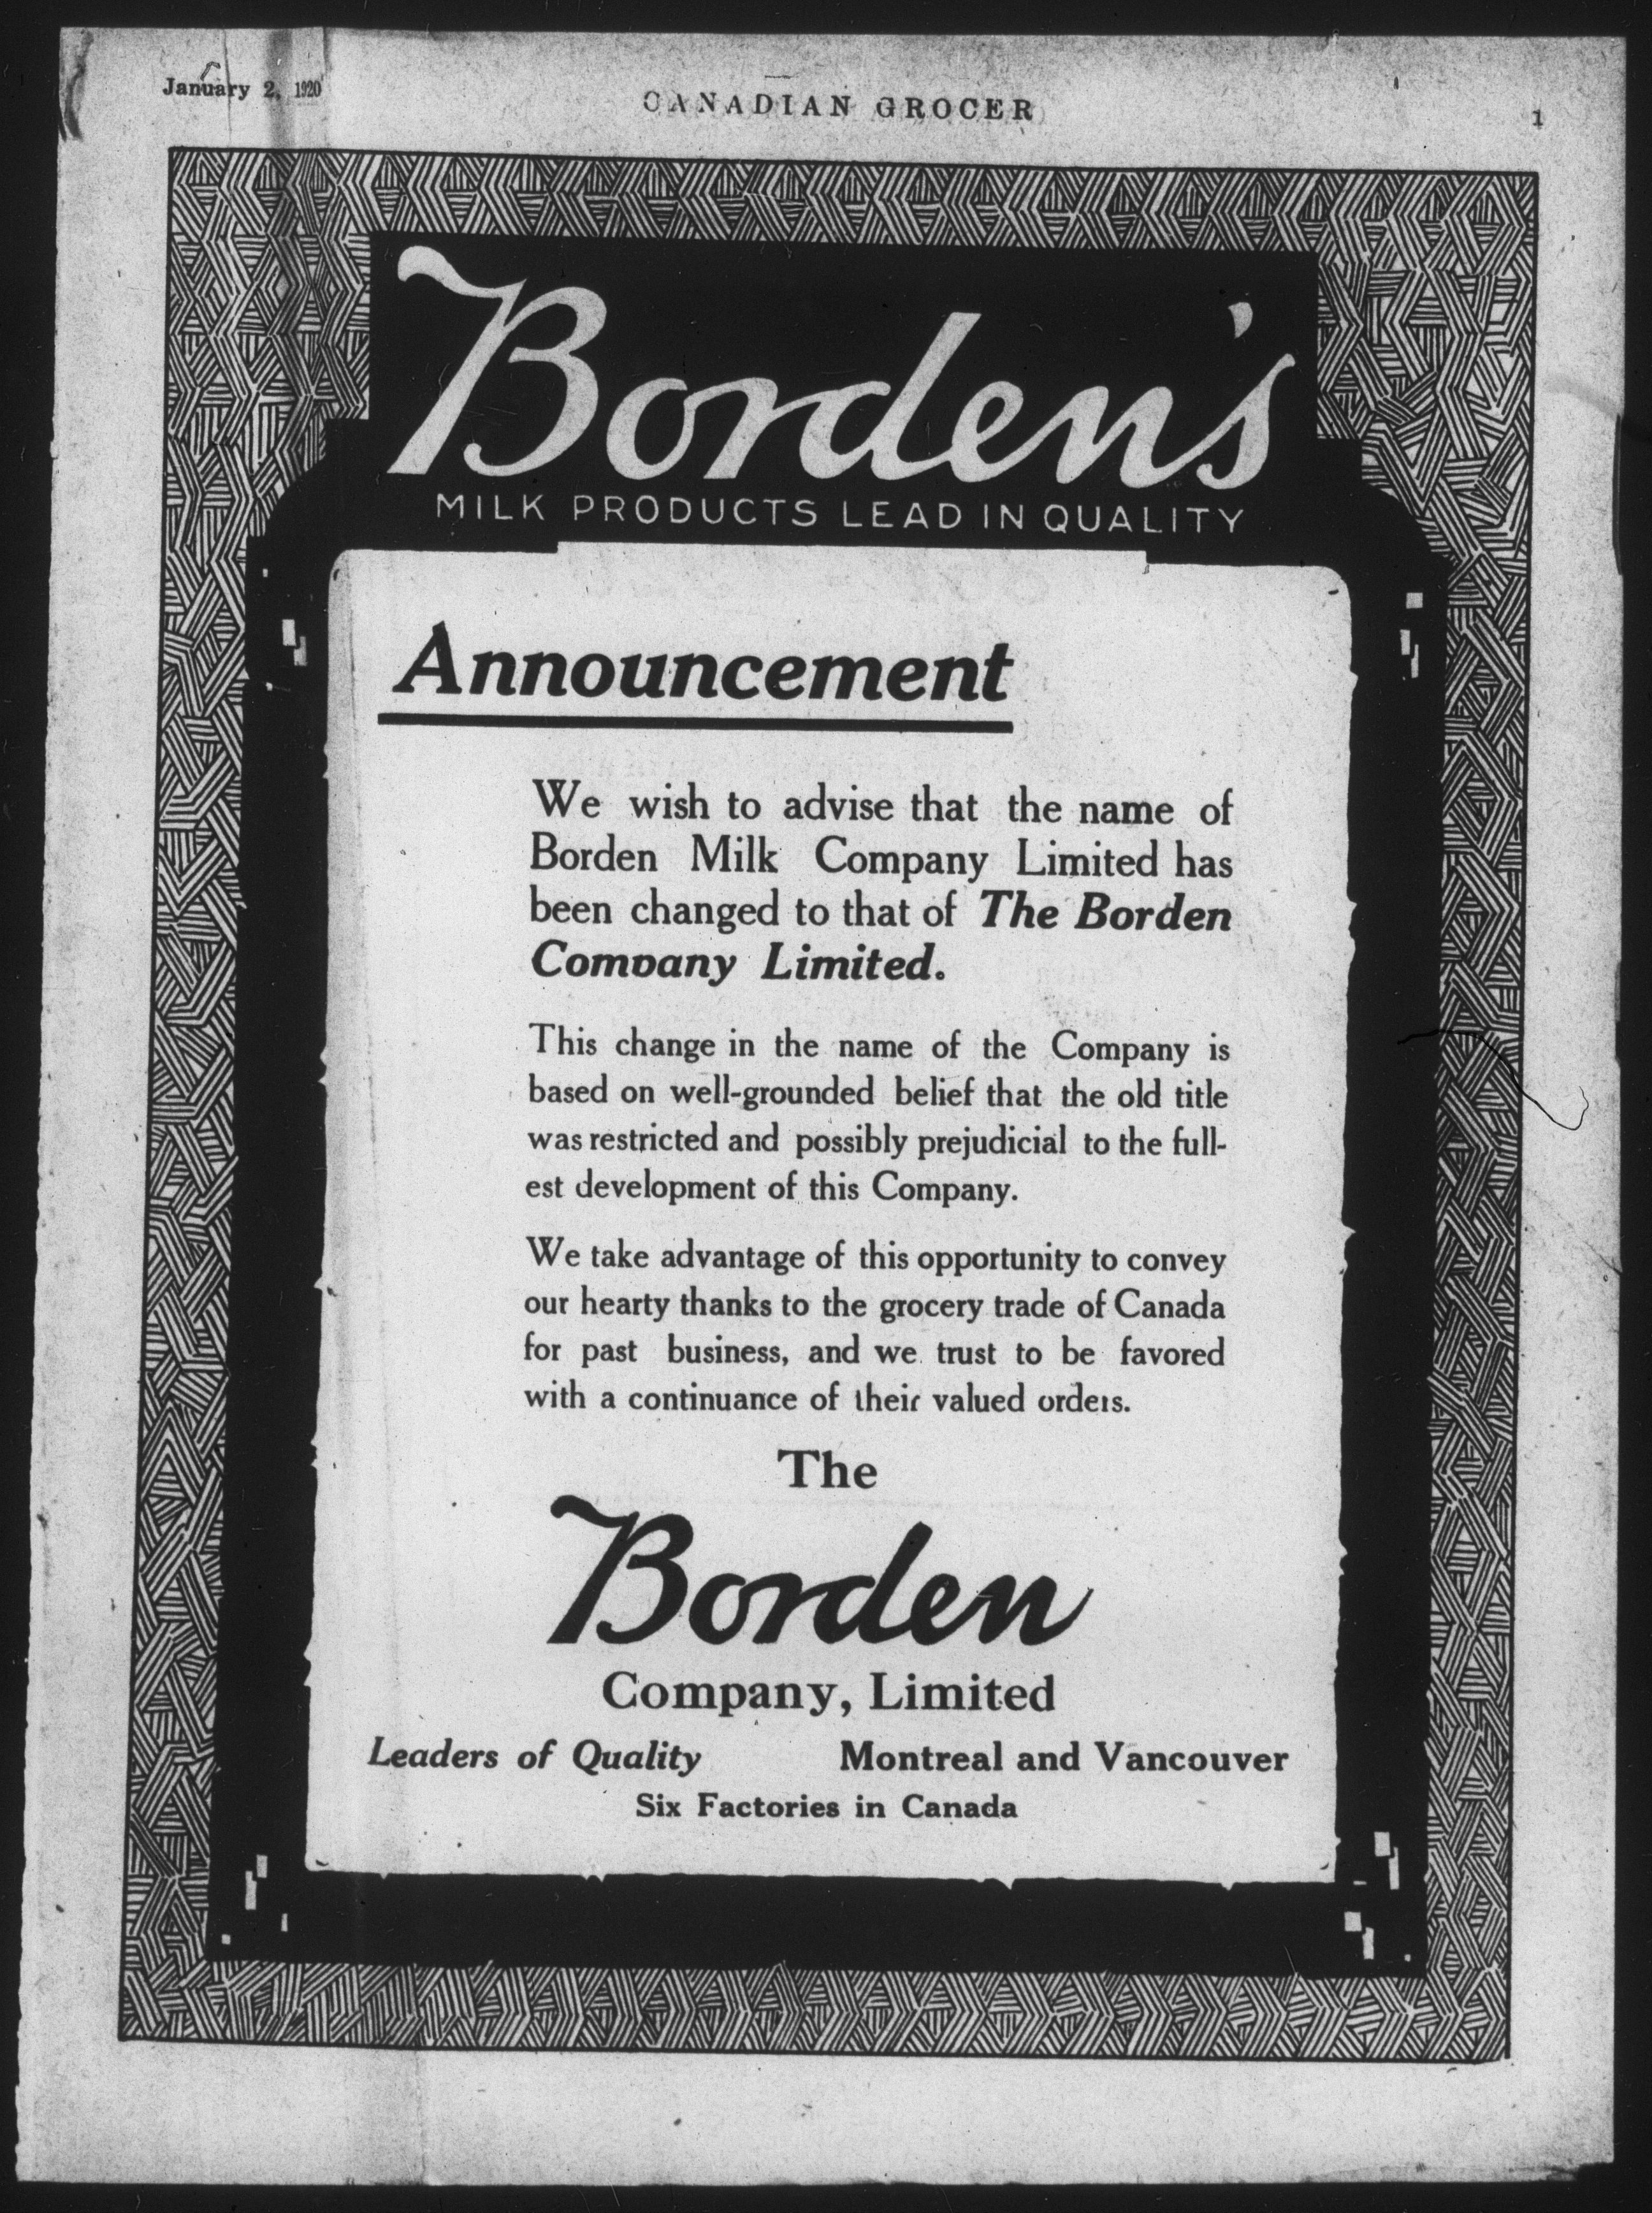 January 2, 1920
CANADIAN GROCER
1
Borden's
MILK PRODUCTS LEAD IN QUALITY
Announcement
We wish to advise that the name of
Borden Milk Company Limited has
been changed to that of The Borden
Company Limited.
This change in the name of the Company is
based on well-grounded belief that the old title
was restricted and possibly prejudicial to the full-
est development of this Company.
We take advantage of this opportunity to convey
our hearty thanks to the grocery trade of Canada
for past business, and we trust to be favored
with a continuance of their valued orders.
The
Borden
Company, Limited
Leaders of Quality Montreal and Vancouver
Six Factories in Canada